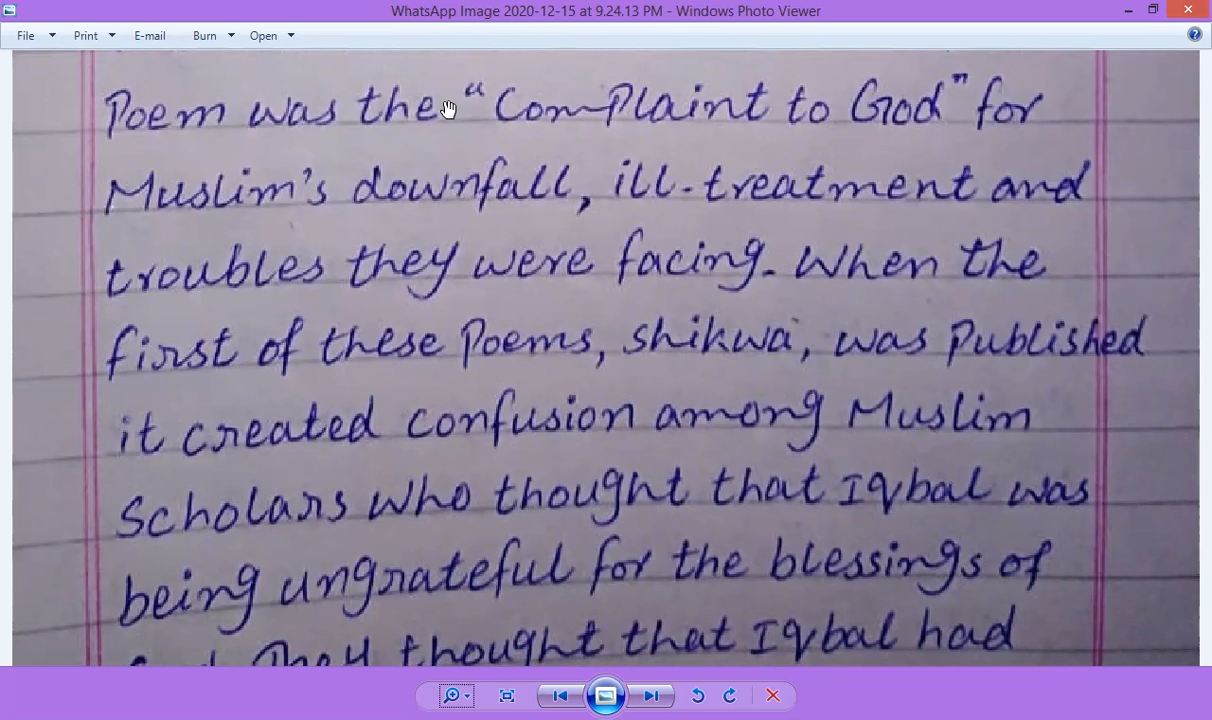 WhatsApp Image 2020-12-15 at 9.24.13 PM - Windows Photo Viewer
File Print E-mail Burn Open
Poem was the "Complaint to God" for
Muslim's downfall, ill-treatment and
troubles they were facing. When the
first of these Poems, shikwa, was published
it created confusion among Muslim
Scholars who thought that Iqbal was
being ungrateful for the blessings of
God. They thought that Iqbal had